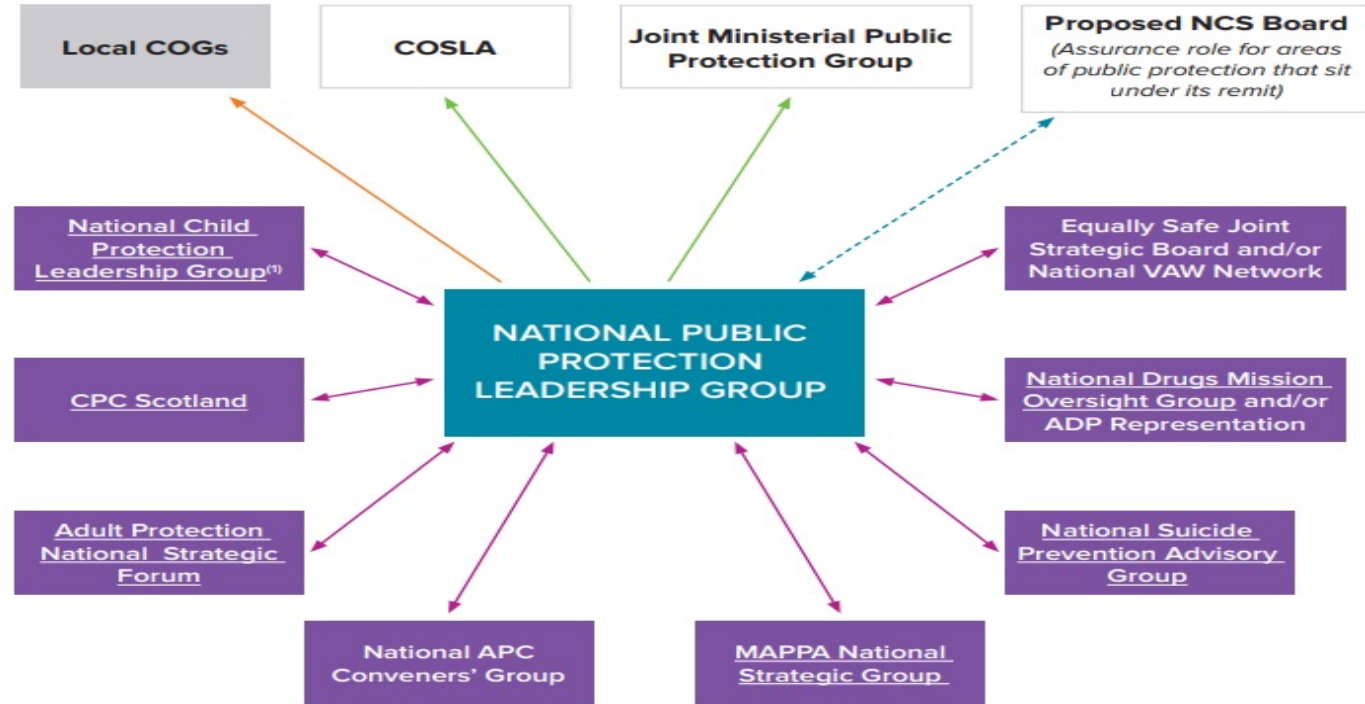 Local COGs
COSLA
Joint Ministerial Public
Protection Group
Proposed NCS Board
(Assurance role for areas
of public protection that sit
under its remit)
National Child
Protection
Leadership Group(1)
Equally Safe Joint
Strategic Board and/or
National VAW Network
NATIONAL PUBLIC
PROTECTION
LEADERSHIP GROUP
CPC Scotland
National Drugs Mission
Oversight Group and/or
ADP Representation
Adult Protection
National Strategic
Forum
National Suicide
Prevention Advisory
Group
National APC
Conveners’ Group
MAPPA National
Strategic Group